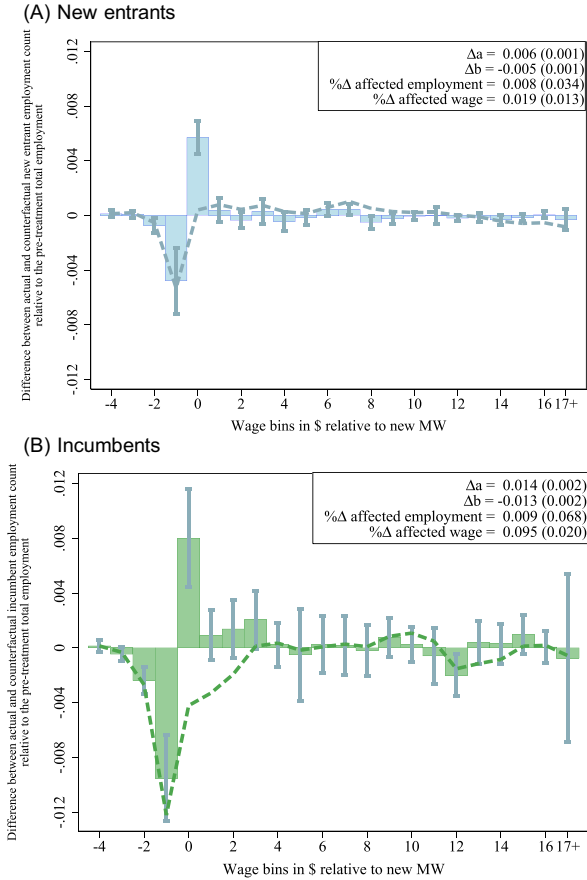 (A) New entrants
Difference between actual and counterfactual new entrant employment count
relative to the pre-treatment total employment
.012
.008
.004
0
-.004
-.008
-.012
Δa = 0.006 (0.001)
Δb = -0.005 (0.001)
%Δ affected employment = 0.008 (0.034)
%Δ affected wage = 0.019 (0.013)
-4 -2 0 2 4 6 8 10 12 14 16 17+
Wage bins in $ relative to new MW
(B) Incumbents
Difference between actual and counterfactual incumbent employment count
relative to the pre-treatment total employment
.012
.008
.004
0
-.004
-.008
-.012
Δa = 0.014 (0.002)
Δb = -0.013 (0.002)
%Δ affected employment = 0.009 (0.068)
%Δ affected wage = 0.095 (0.020)
-4 -2 0 2 4 6 8 10 12 14 16 17+
Wage bins in $ relative to new MW